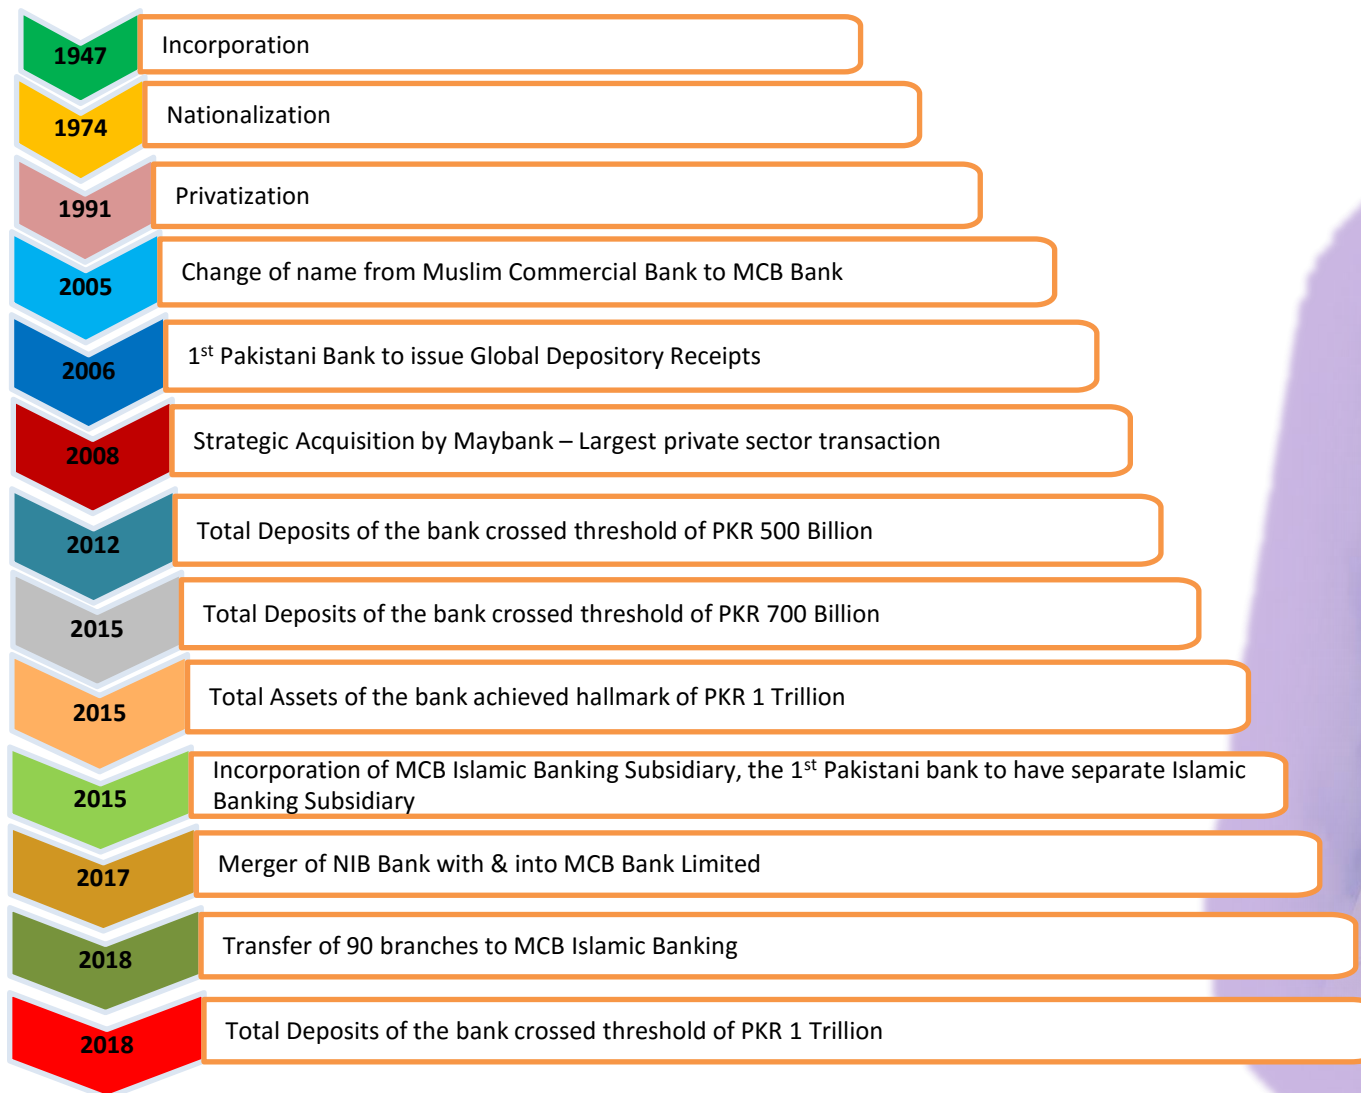 1947
Incorporation
1974
Nationalization
1991
Privatization
2005
Change of name from Muslim Commercial Bank to MCB Bank
2006
1st Pakistani Bank to issue Global Depository Receipts
2008
Strategic Acquisition by Maybank – Largest private sector transaction
2012
Total Deposits of the bank crossed threshold of PKR 500 Billion
2015
Total Deposits of the bank crossed threshold of PKR 700 Billion
2015
Total Assets of the bank achieved hallmark of PKR 1 Trillion
2015
Incorporation of MCB Islamic Banking Subsidiary, the 1st Pakistani bank to have separate Islamic
Banking Subsidiary
2017
Merger of NIB Bank with & into MCB Bank Limited
2018
Transfer of 90 branches to MCB Islamic Banking
2018
Total Deposits of the bank crossed threshold of PKR 1 Trillion